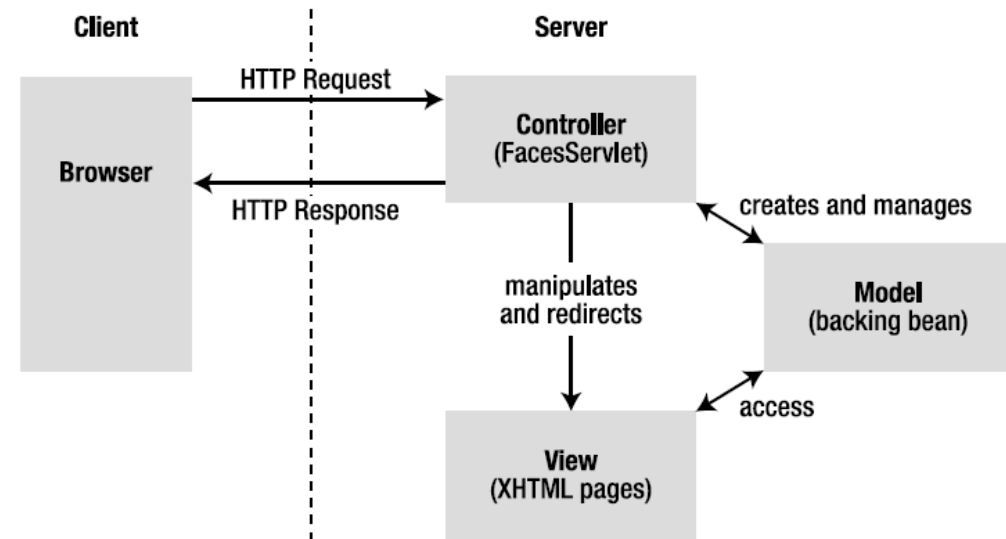 Client
Server
HTTP Request
Browser
Controller
(FacesServlet)
HTTP Response
creates and manages
manipulates
and redirects
Model
(backing bean)
access
View
(XHTML pages)